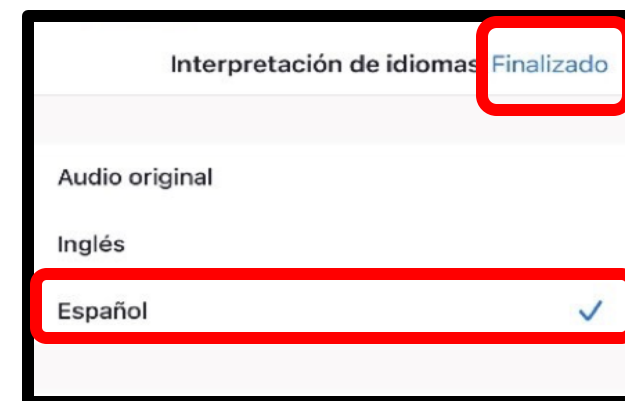 Interpretación de idiomas Finalizado
Audio original
Inglés
Español